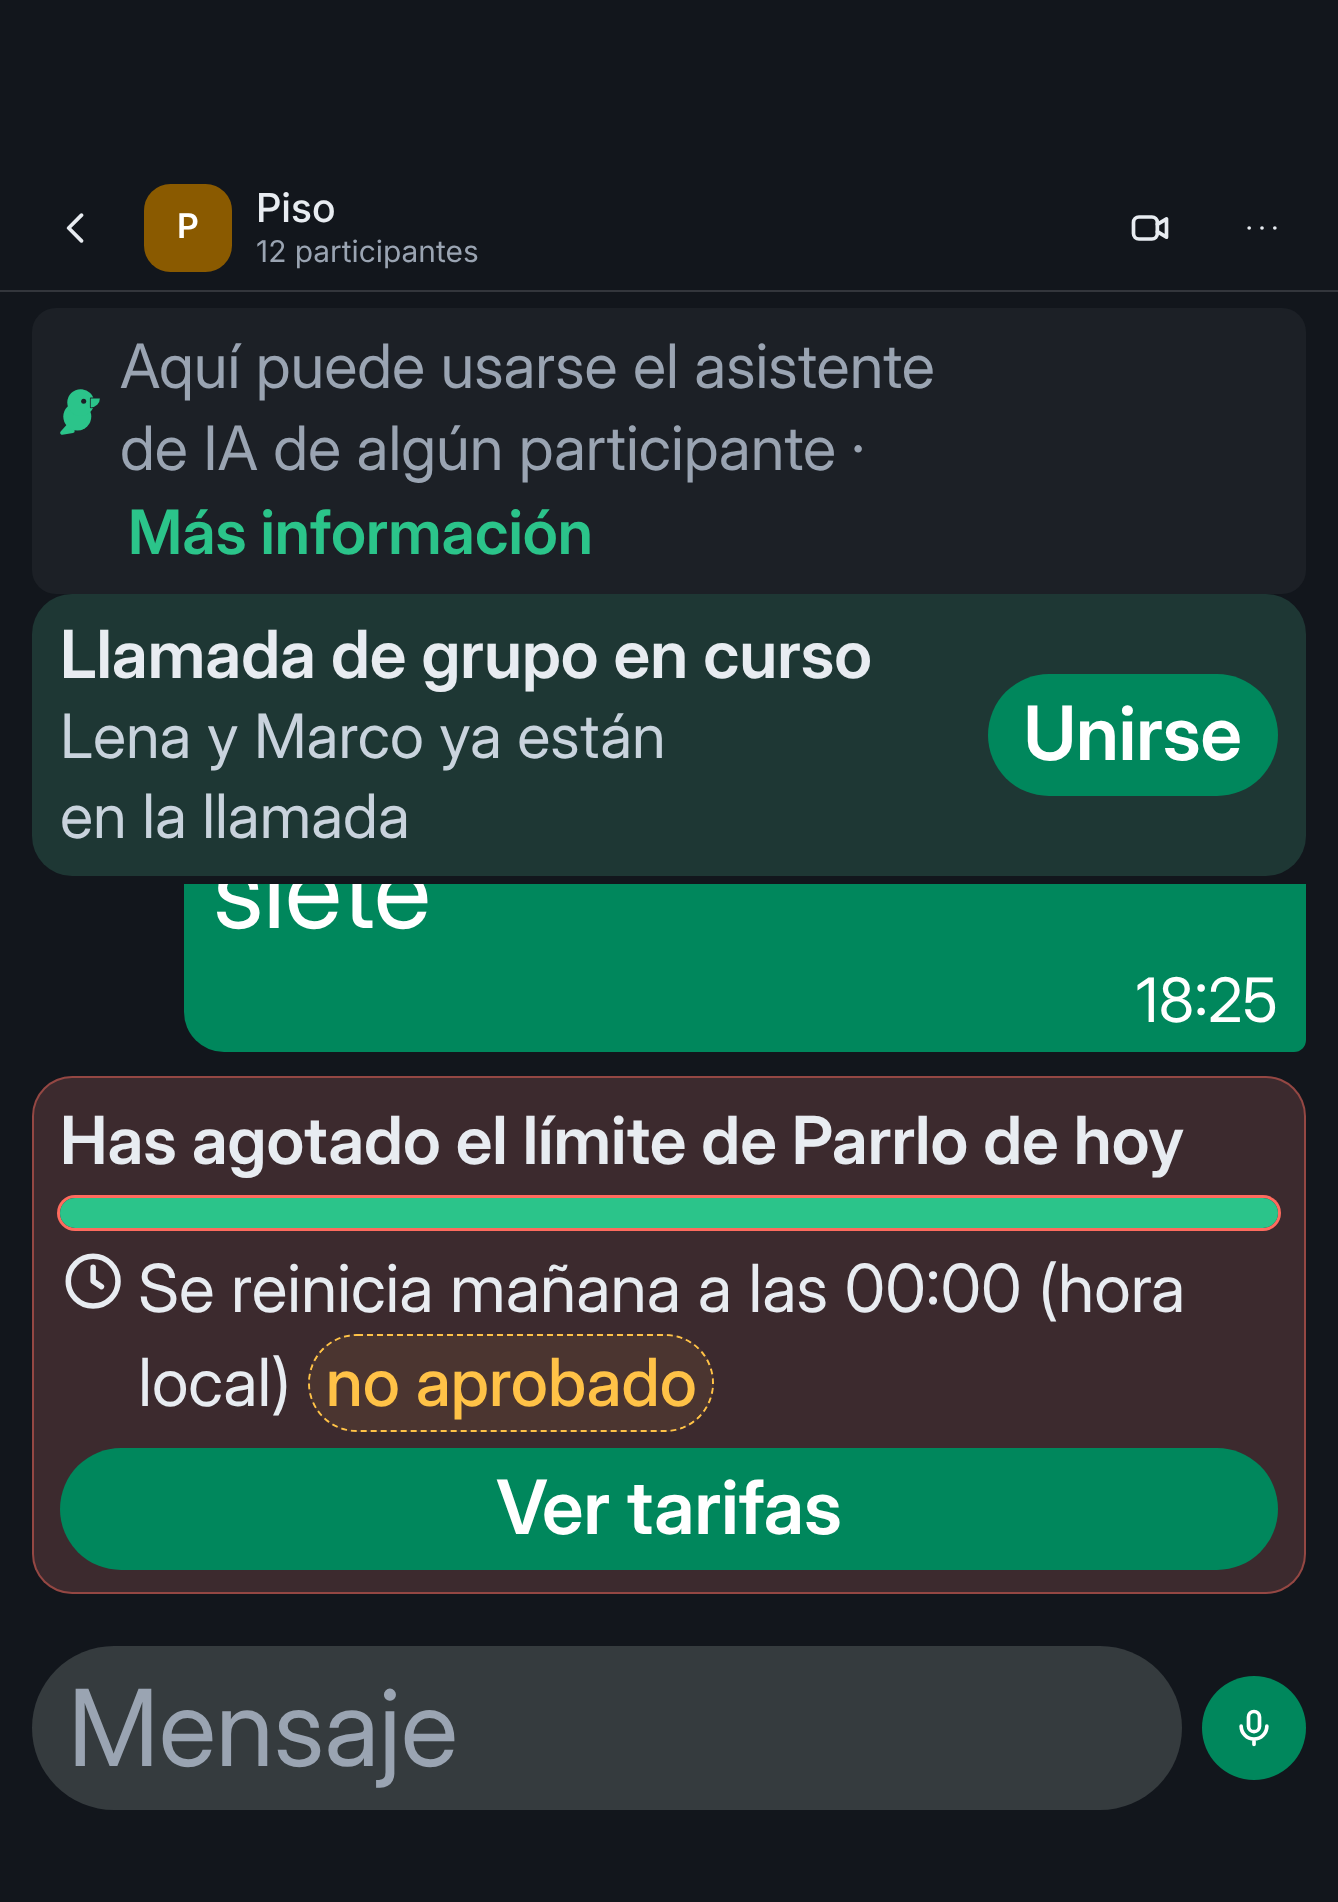 P
Piso
12 participantes
Aquí puede usarse el asistente
de IA de algún participante ·
Más información
Llamada de grupo en curso
Lena y Marco ya están
en la llamada
Unirse
siete
18:25
Has agotado el límite de Parrlo de hoy
Se reinicia mañana a las 00:00 (hora
local) no aprobado
Ver tarifas
Mensaje